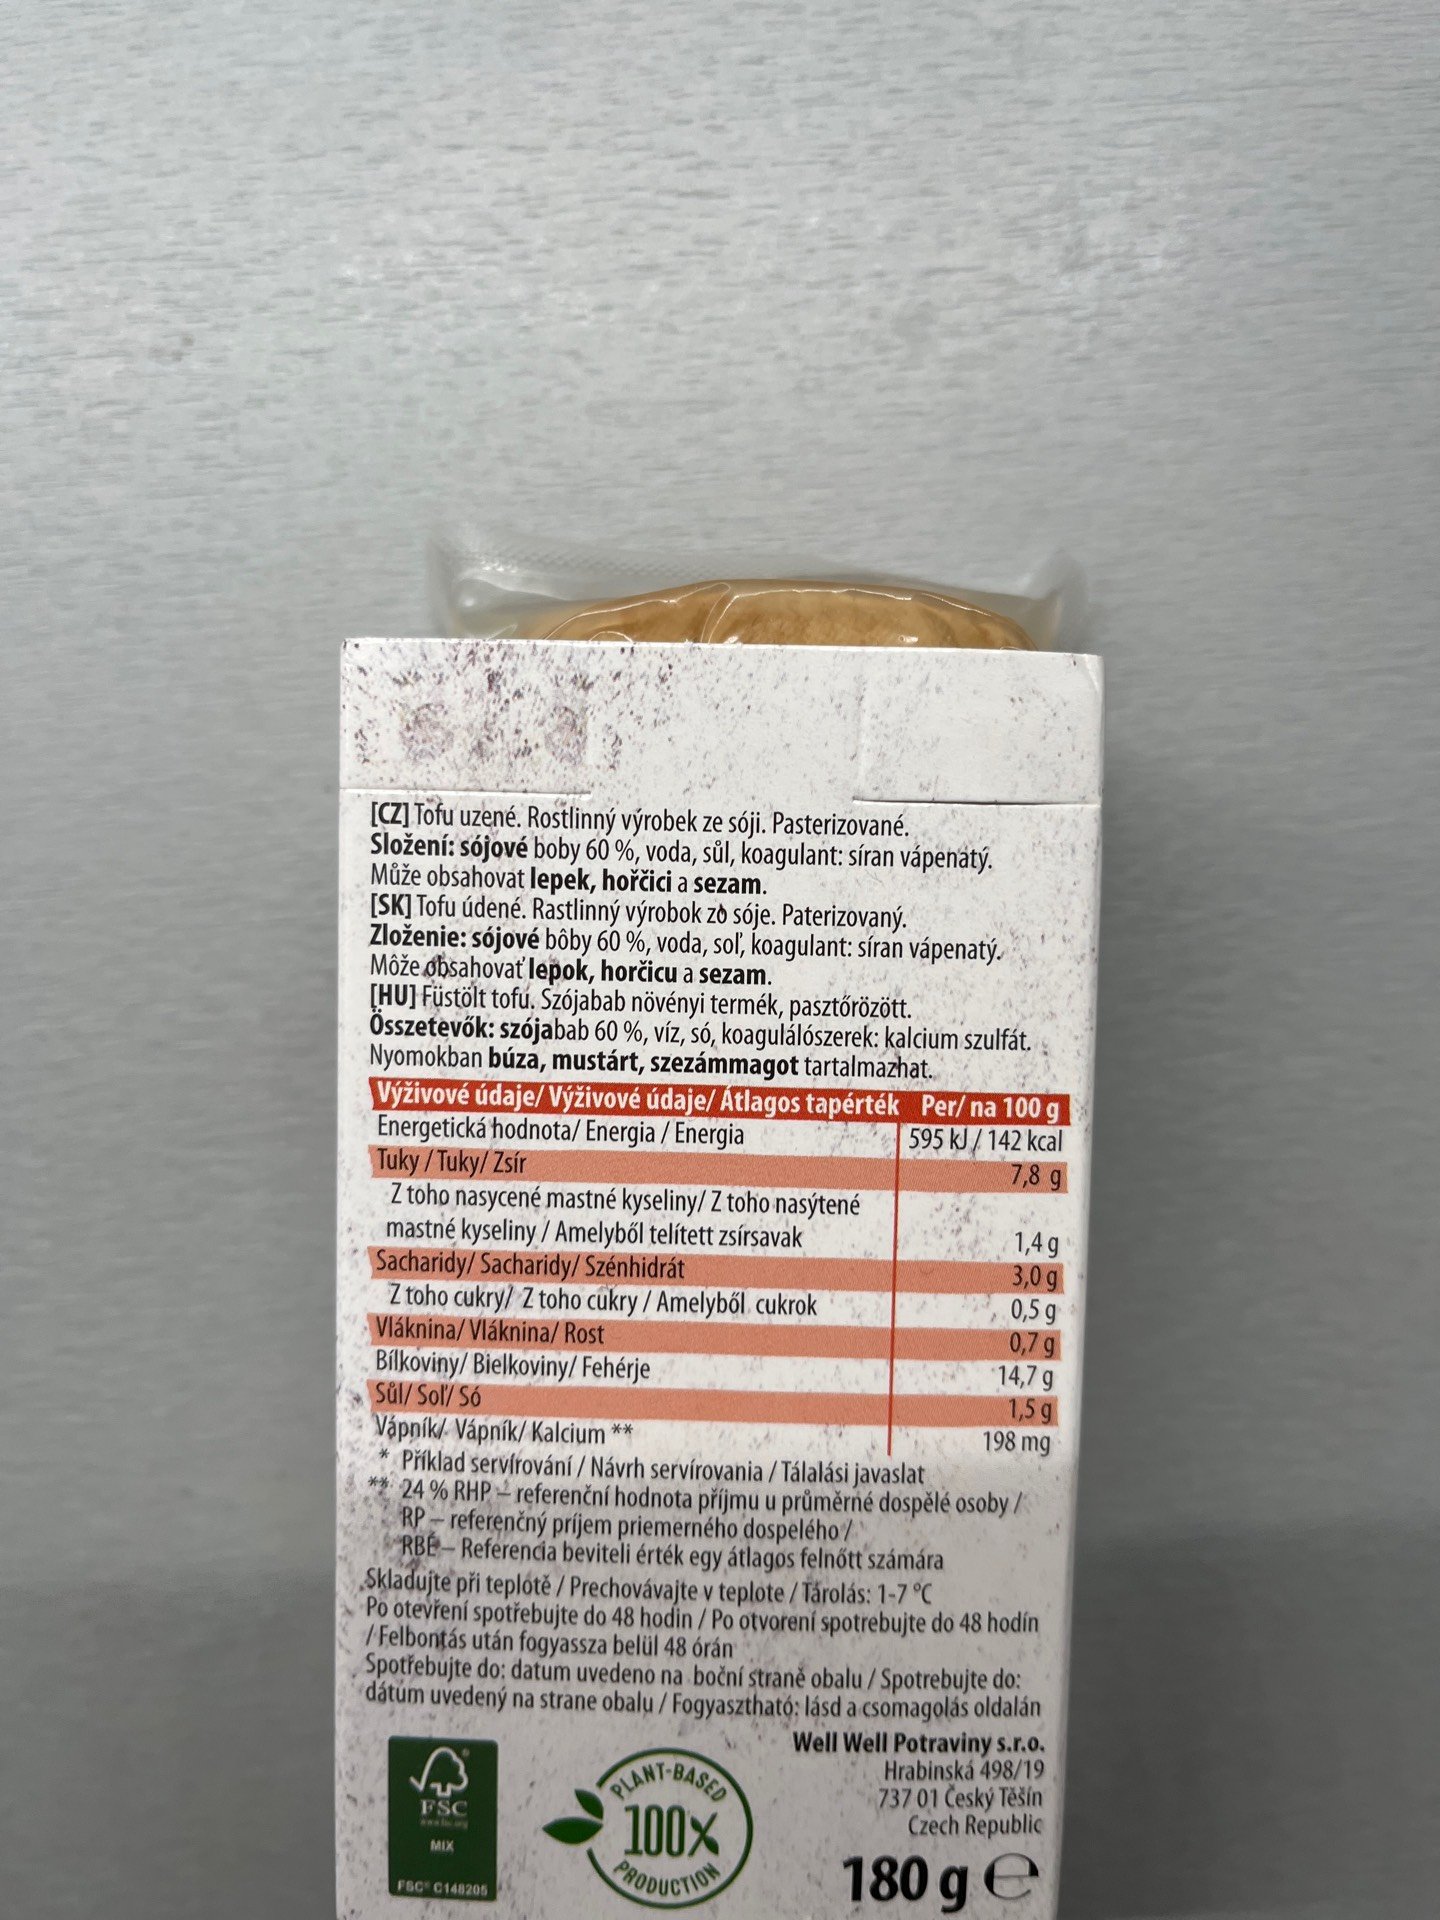 [CZ] Tofu uzené. Rostlinný výrobek ze sóji. Pasterizované.
Složení: sójové boby 60 %, voda, sůl, koagulant: síran vápenatý.
Může obsahovat lepek, hořčici a sezam.
[SK] Tofu údené. Rastlinný výrobok zo sóje. Paterizovaný.
Zloženie: sójové bôby 60 %, voda, soľ, koagulant: síran vápenatý.
Môže obsahovať lepok, horčicu a sezam.
[HU] Füstölt tofu. Szójabab növényi termék, pasztőrözött.
Összetevők: szójabab 60 %, víz, só, koagulálószerek: kalcium szulfát.
Nyomokban búza, mustárt, szezámmagot tartalmazhat.
Výživové údaje/ Výživové údaje/ Átlagos tapérték Per/ na 100 g
Energetická hodnota/ Energia / Energia 595 kJ / 142 kcal
Tuky / Tuky/ Zsír 7,8 g
Z toho nasycené mastné kyseliny/ Z toho nasýtené
mastné kyseliny / Amelyből telített zsírsavak 1,4 g
Sacharidy/ Sacharidy/ Szénhidrát 3,0 g
Z toho cukry/ Z toho cukry / Amelyből cukrok 0,5 g
Vláknina/ Vláknina/ Rost 0,7 g
Bílkoviny/ Bielkoviny/ Fehérje 14,7 g
Sůl/ Soľ/ Só 1,5 g
Vápník/ Vápník/ Kalcium ** 198 mg
* Příklad servírování / Návrh servírovania / Tálalási javaslat
** 24 % RHP – referenční hodnota příjmu u průměrné dospělé osoby /
RP – referenčný príjem priemerného dospelého /
RBÉ – Referencia beviteli érték egy átlagos felnőtt számára
Skladujte při teplotě / Prechovávajte v teplote / Tárolás: 1-7 °C
Po otevření spotřebujte do 48 hodin / Po otvorení spotrebujte do 48 hodín
/ Felbontás után fogyassza belül 48 órán
Spotřebujte do: datum uvedeno na boční straně obalu / Spotrebujte do:
dátum uvedený na strane obalu / Fogyasztható: lásd a csomagolás oldalán
Well Well Potraviny s.r.o.
Hrabinská 498/19
737 01 Český Těšín
Czech Republic
180 g ℮
FSC
www.fsc.org
MIX
FSC® C148205
PLANT-BASED
100%
PRODUCTION